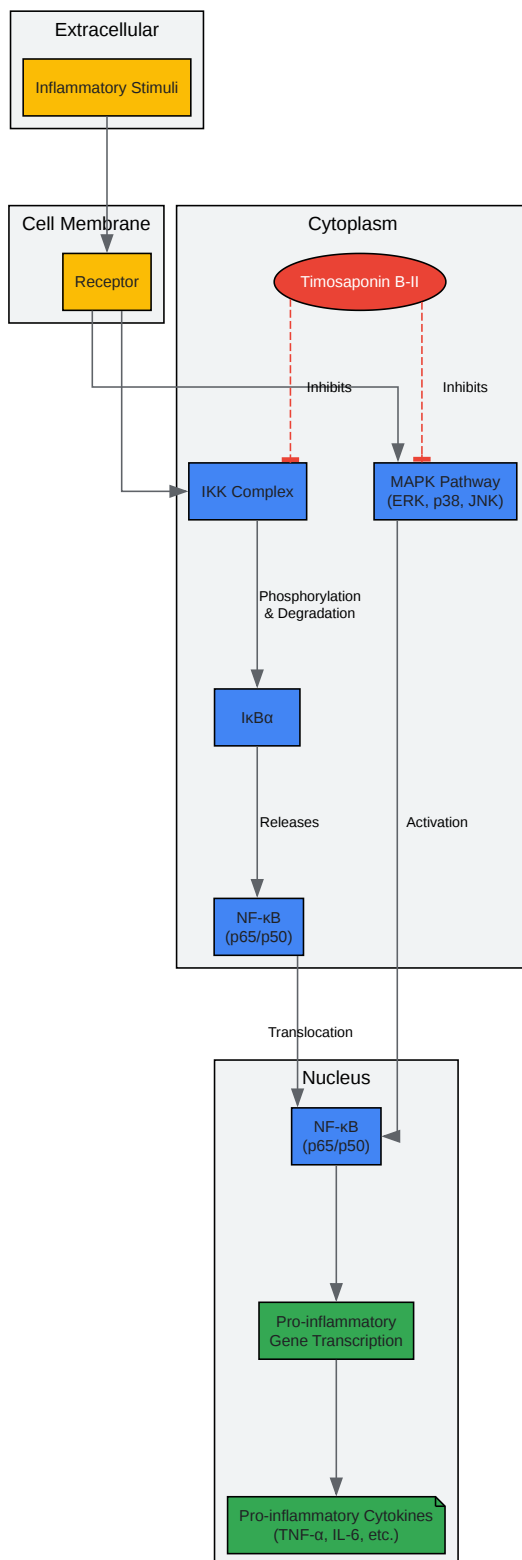 Extracellular
Inflammatory Stimuli
Cell Membrane
Receptor
Cytoplasm
Timosaponin B-II
Inhibits
Inhibits
IKK Complex
MAPK Pathway
(ERK, p38, JNK)
Phosphorylation
& Degradation
IκBα
Releases
Activation
NF-κB
(p65/p50)
Translocation
Nucleus
NF-κB
(p65/p50)
Pro-inflammatory
Gene Transcription
Pro-inflammatory Cytokines
(TNF-α, IL-6, etc.)